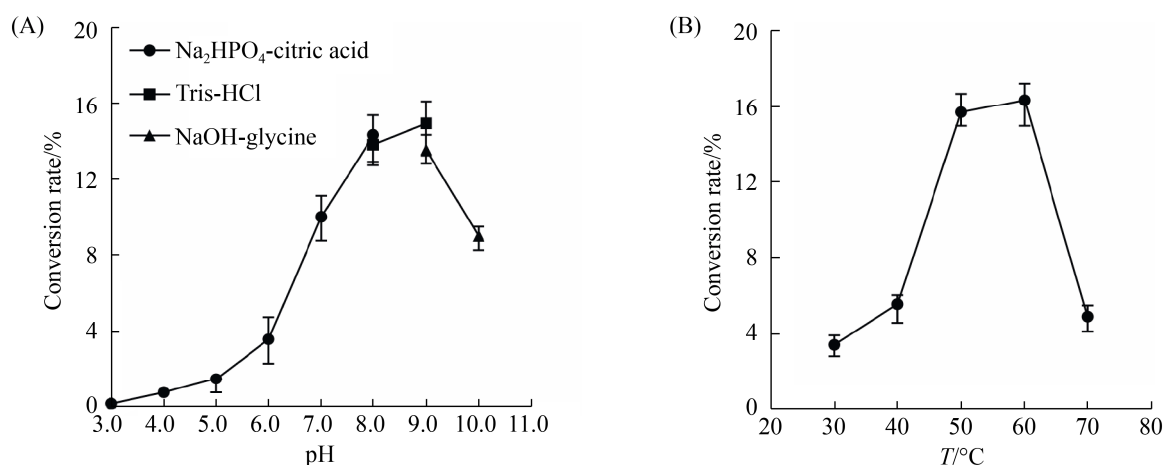 (A)
Conversion rate/%
20
16
12
8
4
0
Na₂HPO₄-citric acid
Tris-HCl
NaOH-glycine
3.0 4.0 5.0 6.0 7.0 8.0 9.0 10.0 11.0
pH
(B)
Conversion rate/%
20
16
12
8
4
0
20 30 40 50 60 70 80
T/°C